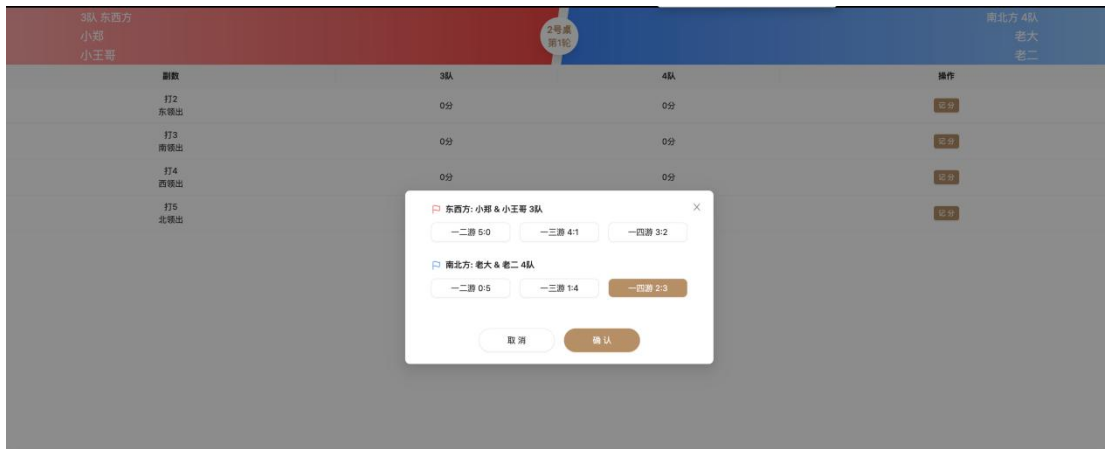 3队 东西方
小郑
小王哥
2号桌
第1轮
南北方 4队
老大
老二
副数
3队
4队
操作
打2
东领出
0分
0分
记分
打3
南领出
0分
0分
记分
打4
西领出
0分
0分
记分
打5
北领出
记分
东西方: 小郑 & 小王哥 3队
一二游 5:0
一三游 4:1
一四游 3:2
南北方: 老大 & 老二 4队
一二游 0:5
一三游 1:4
一四游 2:3
取 消
确 认